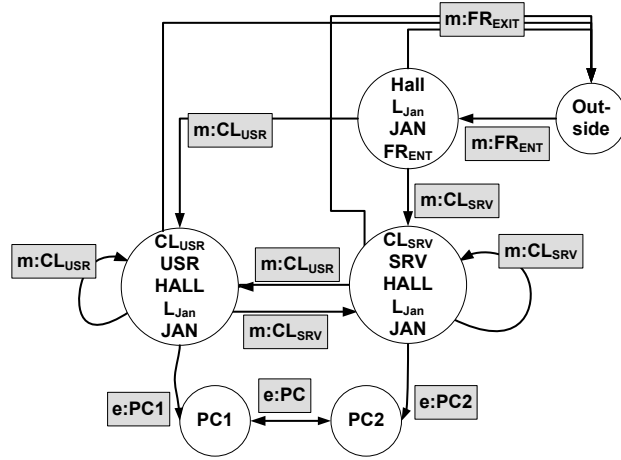 m:FR_EXIT
Hall
L_Jan
JAN
FR_ENT
Out-
side
m:CL_USR
m:FR_ENT
m:CL_SRV
CL_USR
USR
HALL
L_Jan
JAN
CL_SRV
SRV
HALL
L_Jan
JAN
m:CL_USR
m:CL_USR
m:CL_SRV
m:CL_SRV
e:PC1
PC1
e:PC
PC2
e:PC2